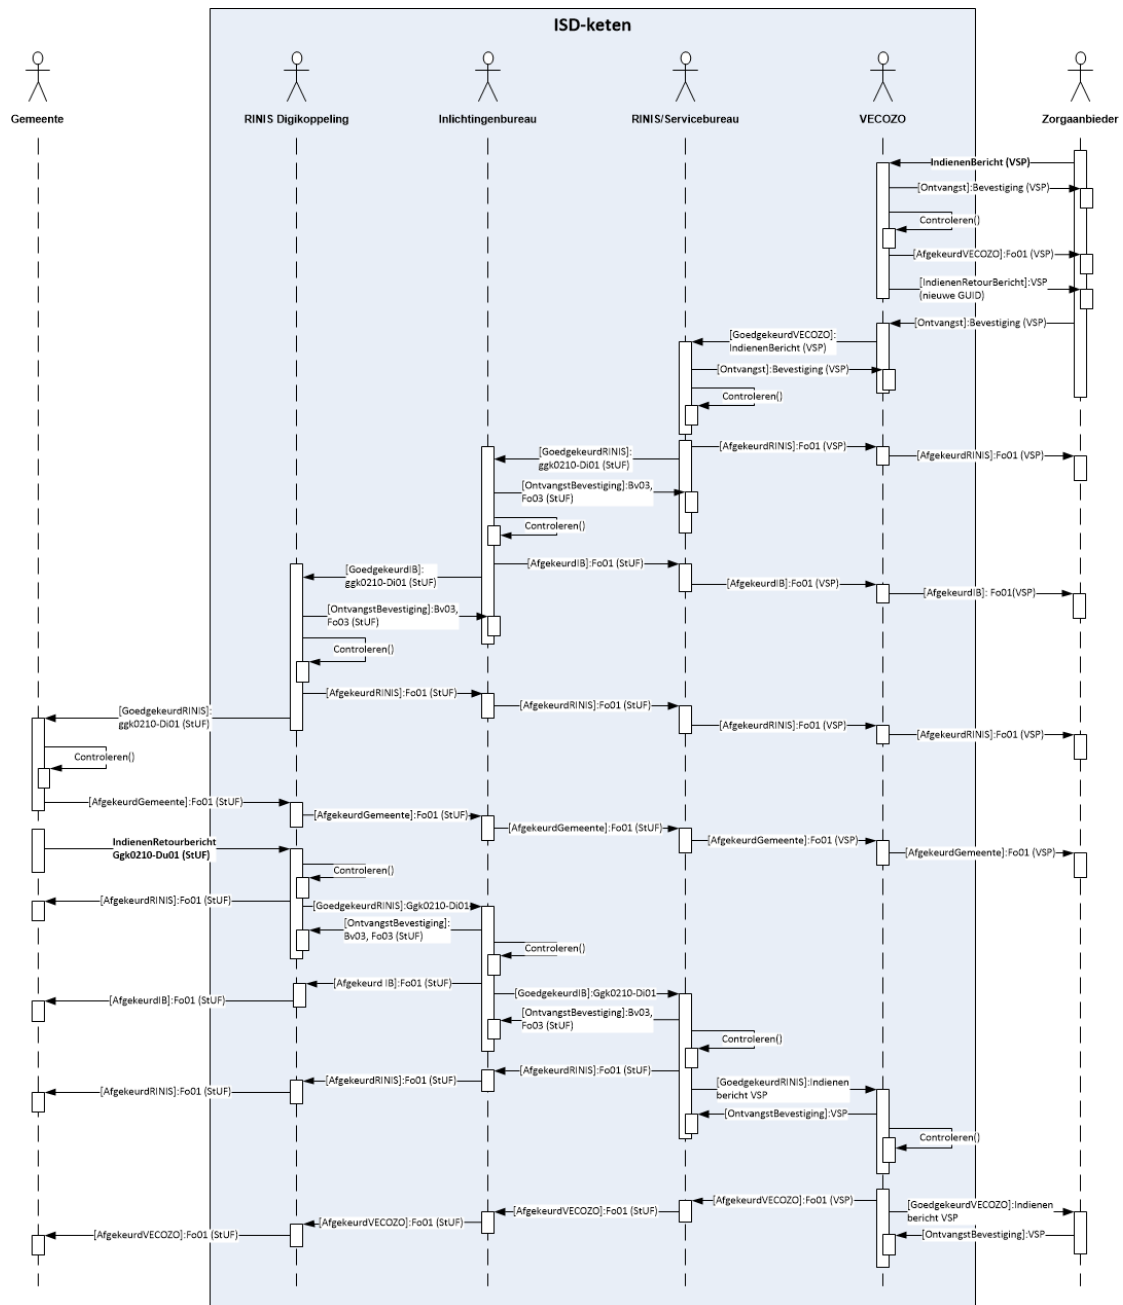 ISD-keten
Gemeente
RINIS Digikoppeling
Inlichtingenbureau
RINIS/Servicebureau
VECOZO
Zorgaanbieder
IndienenBericht (VSP)
[Ontvangst]:Bevestiging (VSP)
Controleren()
[AfgekeurdVECOZO]:Fo01 (VSP)
[IndienenRetourBericht]:VSP
(nieuwe GUID)
[Ontvangst]:Bevestiging (VSP)
[GoedgekeurdVECOZO]:
IndienenBericht (VSP)
[Ontvangst]:Bevestiging (VSP)
Controleren()
[AfgekeurdRINIS]:Fo01 (VSP)
[AfgekeurdRINIS]:Fo01 (VSP)
[GoedgekeurdRINIS]:
ggk0210-Di01 (StUF)
[OntvangstBevestiging]:Bv03,
Fo03 (StUF)
Controleren()
[AfgekeurdIB]:Fo01 (StUF)
[GoedgekeurdIB]:
ggk0210-Di01 (StUF)
[AfgekeurdIB]:Fo01 (VSP)
[AfgekeurdIB]: Fo01(VSP)
[OntvangstBevestiging]:Bv03,
Fo03 (StUF)
Controleren()
[AfgekeurdRINIS]:Fo01 (StUF)
[AfgekeurdRINIS]:Fo01 (StUF)
[GoedgekeurdRINIS]:
ggk0210-Di01 (StUF)
[AfgekeurdRINIS]:Fo01 (VSP)
[AfgekeurdRINIS]:Fo01 (VSP)
Controleren()
[AfgekeurdGemeente]:Fo01 (StUF)
[AfgekeurdGemeente]:Fo01 (StUF)
[AfgekeurdGemeente]:Fo01 (StUF)
[AfgekeurdGemeente]:Fo01 (VSP)
[AfgekeurdGemeente]:Fo01 (VSP)
IndienenRetourbericht
Ggk0210-Du01 (StUF)
Controleren()
[AfgekeurdRINIS]:Fo01 (StUF)
[GoedgekeurdRINIS]:Ggk0210-Di01
[OntvangstBevestiging]:
Bv03, Fo03 (StUF)
Controleren()
[Afgekeurd IB]:Fo01 (StUF)
[AfgekeurdIB]:Fo01 (StUF)
[GoedgekeurdIB]:Ggk0210-Di01
[OntvangstBevestiging]:Bv03,
Fo03 (StUF)
Controleren()
[AfgekeurdRINIS]:Fo01 (StUF)
[AfgekeurdRINIS]:Fo01 (StUF)
[AfgekeurdRINIS]:Fo01 (StUF)
[GoedgekeurdRINIS]:Indienen
bericht VSP
[OntvangstBevestiging]:VSP
Controleren()
[AfgekeurdVECOZO]:Fo01 (VSP)
[AfgekeurdVECOZO]:Fo01 (StUF)
[AfgekeurdVECOZO]:Fo01 (StUF)
[AfgekeurdVECOZO]:Fo01 (StUF)
[GoedgekeurdVECOZO]:Indienen
bericht VSP
[OntvangstBevestiging]:VSP